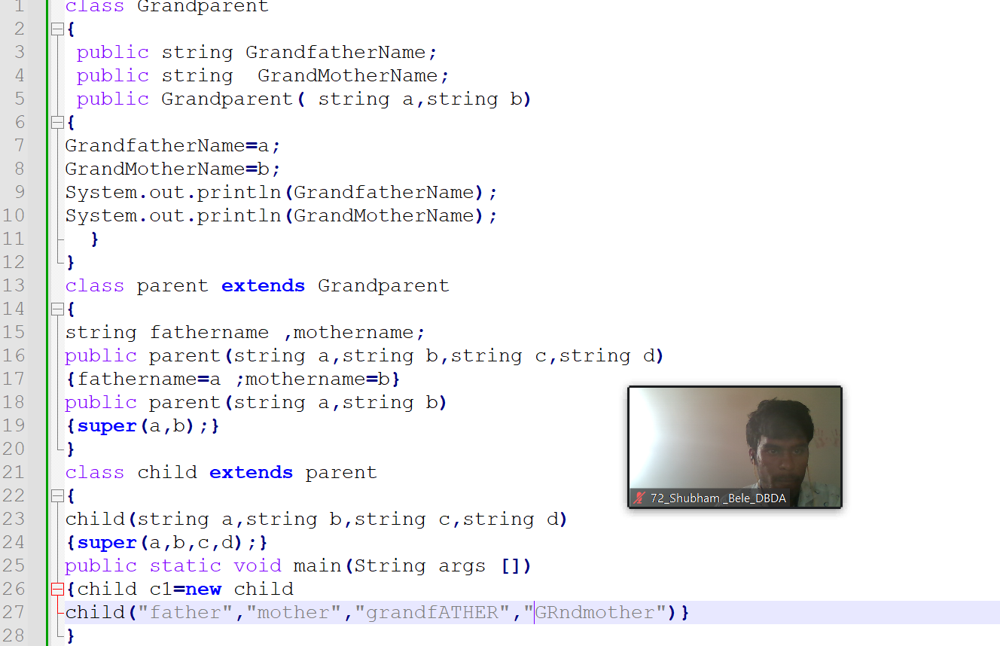 1 class Grandparent
2 {
3 public string GrandfatherName;
4 public string  GrandMotherName;
5 public Grandparent( string a,string b)
6 {
7 GrandfatherName=a;
8 GrandMotherName=b;
9 System.out.println(GrandfatherName);
10 System.out.println(GrandMotherName);
11 }
12 }
13 class parent extends Grandparent
14 {
15 string fathername ,mothername;
16 public parent(string a,string b,string c,string d)
17 {fathername=a ;mothername=b}
18 public parent(string a,string b)
19 {super(a,b);}
20 }
21 class child extends parent
22 {
23 child(string a,string b,string c,string d)
24 {super(a,b,c,d);}
25 public static void main(String args [])
26 {child c1=new child
27 child("father","mother","grandfATHER","GRndmother")}
28 }
72_Shubham _Bele_DBDA